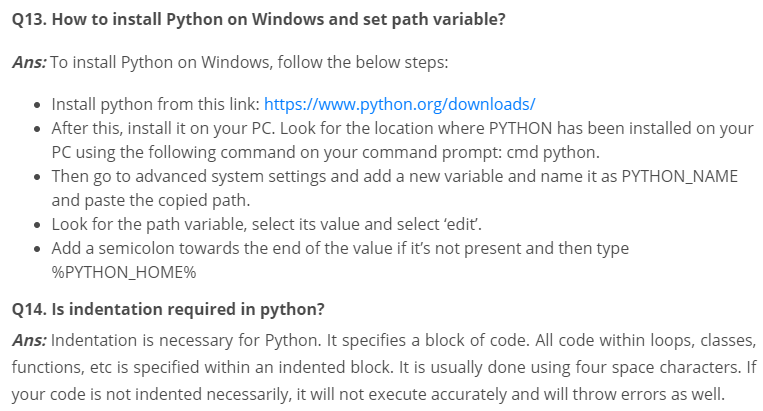 Q13. How to install Python on Windows and set path variable?
Ans: To install Python on Windows, follow the below steps:
• Install python from this link: https://www.python.org/downloads/
• After this, install it on your PC. Look for the location where PYTHON has been installed on your
PC using the following command on your command prompt: cmd python.
• Then go to advanced system settings and add a new variable and name it as PYTHON_NAME
and paste the copied path.
• Look for the path variable, select its value and select ‘edit’.
• Add a semicolon towards the end of the value if it’s not present and then type
%PYTHON_HOME%
Q14. Is indentation required in python?
Ans: Indentation is necessary for Python. It specifies a block of code. All code within loops, classes,
functions, etc is specified within an indented block. It is usually done using four space characters. If
your code is not indented necessarily, it will not execute accurately and will throw errors as well.